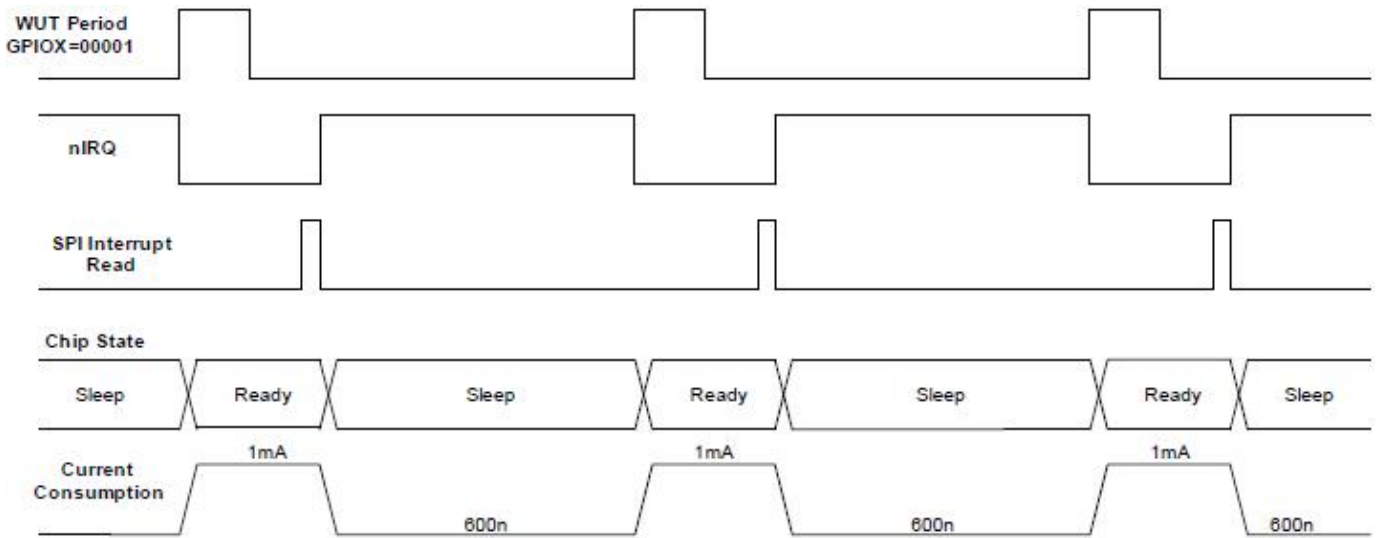 WUT Period
GPIOX=00001
nIRQ
SPI Interrupt
Read
Chip State
Sleep Ready Sleep Ready Sleep Ready Sleep
1mA 1mA 1mA
Current
Consumption
600n 600n 600n